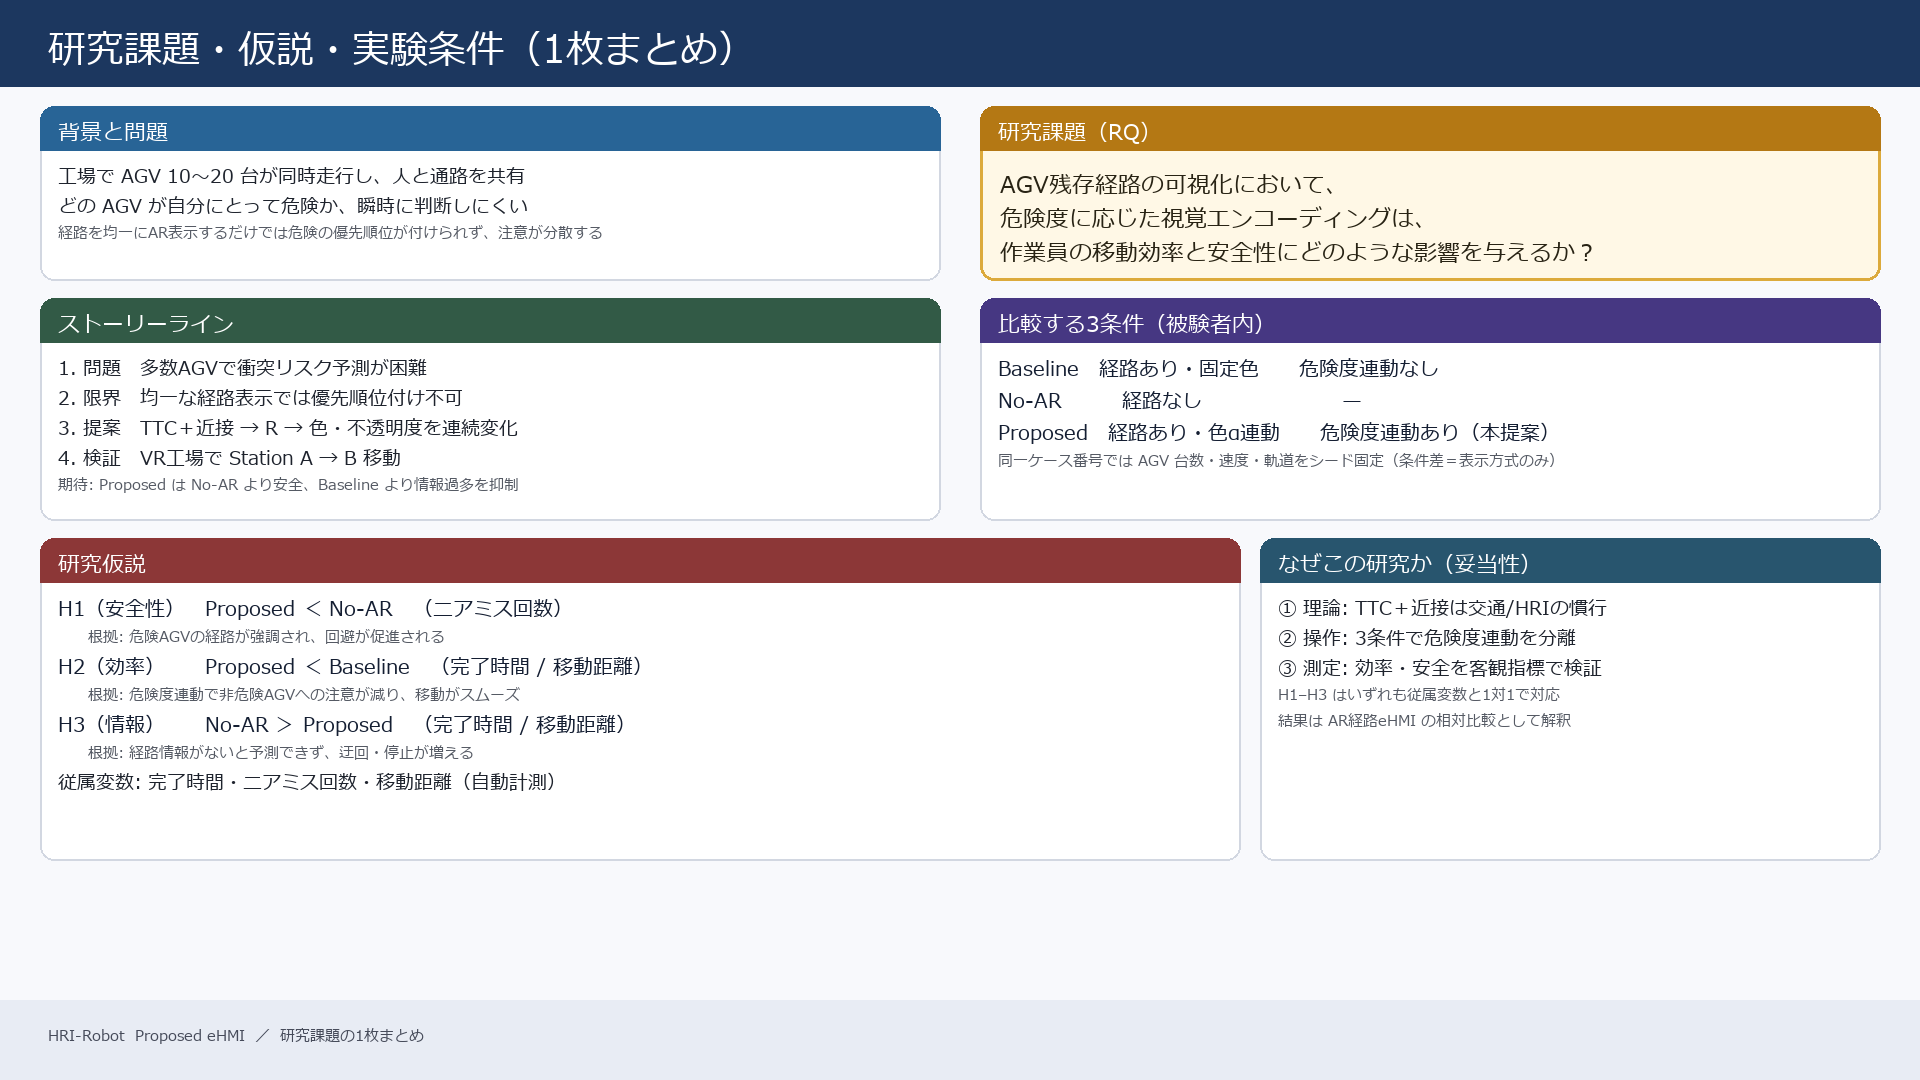 研究課題・仮説・実験条件（1枚まとめ）
背景と問題
工場で AGV 10～20 台が同時走行し、人と通路を共有
どの AGV が自分にとって危険か、瞬時に判断しにくい
経路を均一にAR表示するだけでは危険の優先順位が付けられず、注意が分散する
研究課題（RQ）
AGV残存経路の可視化において、
危険度に応じた視覚エンコーディングは、
作業員の移動効率と安全性にどのような影響を与えるか？
ストーリーライン
1. 問題　多数AGVで衝突リスク予測が困難
2. 限界　均一な経路表示では優先順位付け不可
3. 提案　TTC＋近接 → R → 色・不透明度を連続変化
4. 検証　VR工場で Station A → B 移動
期待: Proposed は No-AR より安全、Baseline より情報過多を抑制
比較する3条件（被験者内）
Baseline　経路あり・固定色　　危険度連動なし
No-AR　　　経路なし　　　　　　　—
Proposed　経路あり・色α連動　　危険度連動あり（本提案）
同一ケース番号では AGV 台数・速度・軌道をシード固定（条件差＝表示方式のみ）
研究仮説
H1（安全性）　Proposed ＜ No-AR　（ニアミス回数）
根拠: 危険AGVの経路が強調され、回避が促進される
H2（効率）　　Proposed ＜ Baseline　（完了時間 / 移動距離）
根拠: 危険度連動で非危険AGVへの注意が減り、移動がスムーズ
H3（情報）　　No-AR ＞ Proposed　（完了時間 / 移動距離）
根拠: 経路情報がないと予測できず、迂回・停止が増える
従属変数: 完了時間・ニアミス回数・移動距離（自動計測）
なぜこの研究か（妥当性）
① 理論: TTC＋近接は交通/HRIの慣行
② 操作: 3条件で危険度連動を分離
③ 測定: 効率・安全を客観指標で検証
H1–H3 はいずれも従属変数と1対1で対応
結果は AR経路eHMI の相対比較として解釈
HRI-Robot  Proposed eHMI  ／  研究課題の1枚まとめ